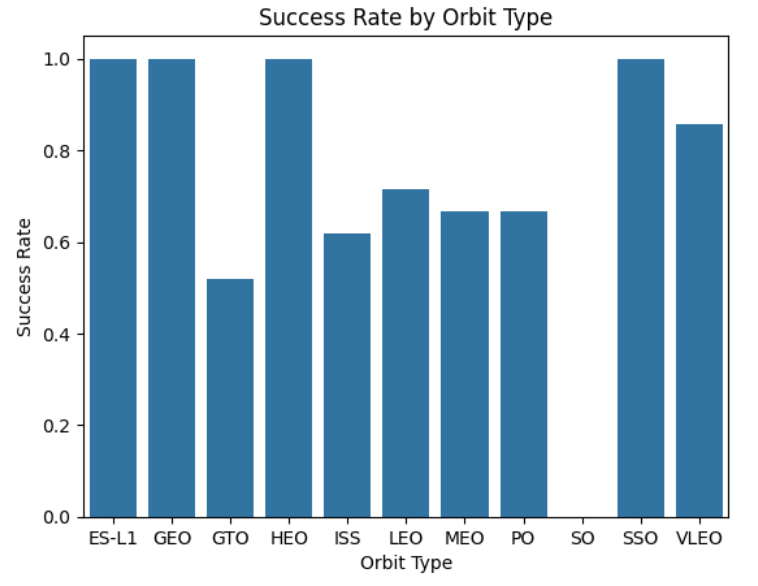 Success Rate by Orbit Type
1.0
0.8
0.6
0.4
0.2
0.0
Success Rate
ES-L1 GEO GTO HEO ISS LEO MEO PO SO SSO VLEO
Orbit Type